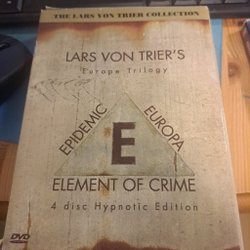 THE LARS VON TRIER COLLECTION
LARS VON TRIER'S
Europe Trilogy
EPIDEMIC
EUROPA
E
ELEMENT OF CRIME
4 disc Hypnotic Edition
DVD